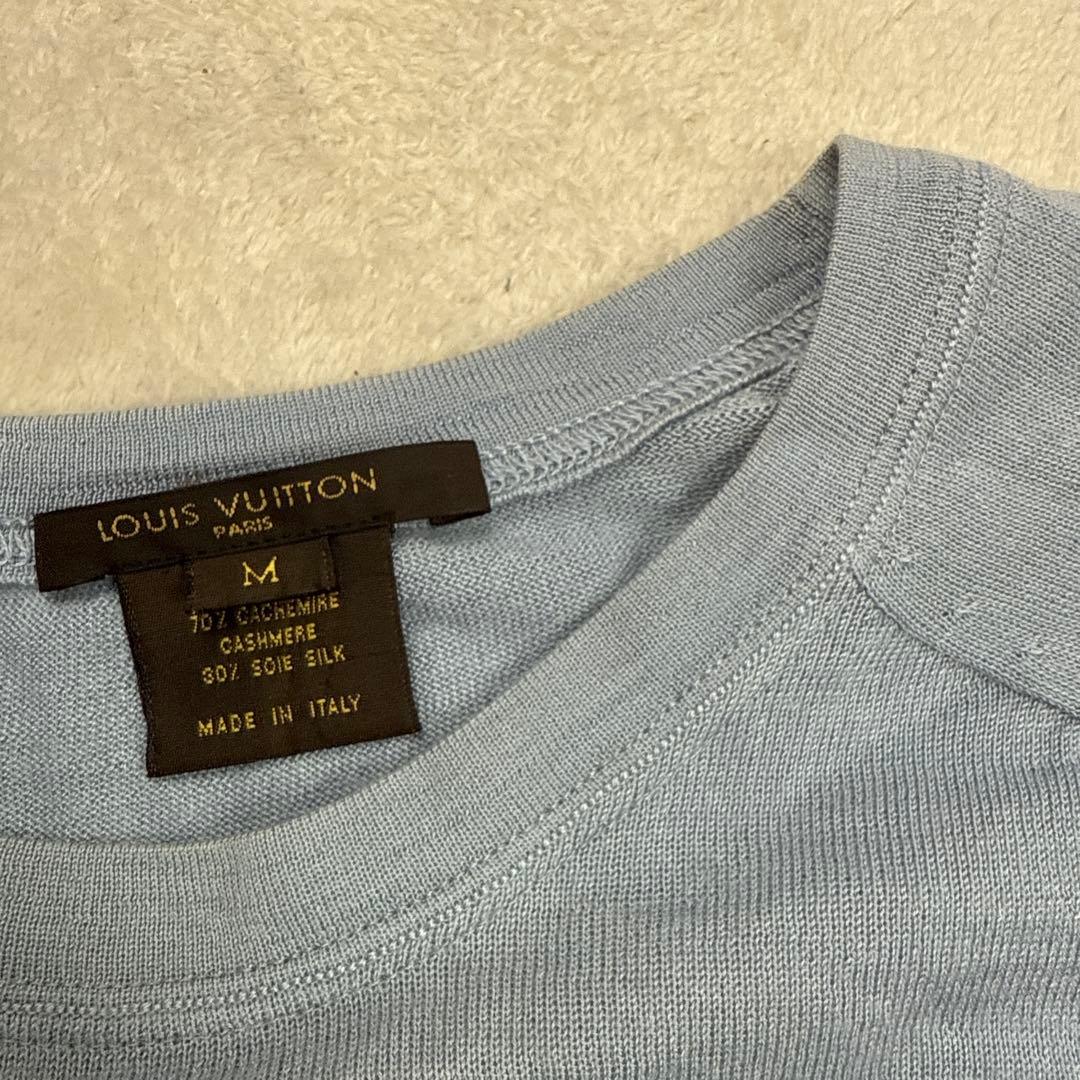 LOUIS VUITTON
PARIS
M
70% CACHEMIRE
CASHMERE
30% SOIE SILK
MADE IN ITALY